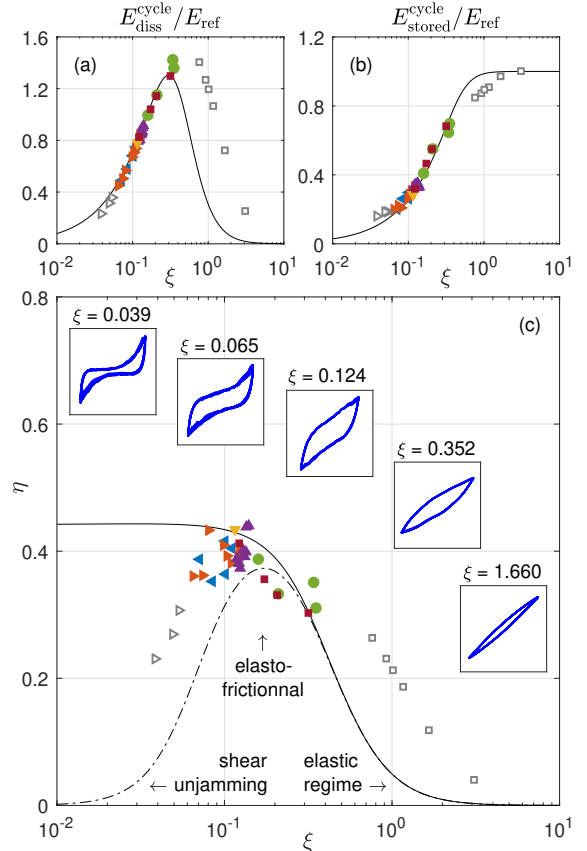 E_diss^cycle/E_ref
E_stored^cycle/E_ref
1.6
1.2
0.8
0.4
0
(a)
10^-2
10^-1
10^0
10^1
ξ
1.2
0.8
0.4
0
(b)
10^-2
10^-1
10^0
10^1
ξ
0.8
0.6
0.4
0.2
0
η
(c)
ξ = 0.039
ξ = 0.065
ξ = 0.124
ξ = 0.352
ξ = 1.660
↑
elasto-
frictionnal
shear
← unjamming
elastic
regime →
10^-2
10^-1
10^0
10^1
ξ